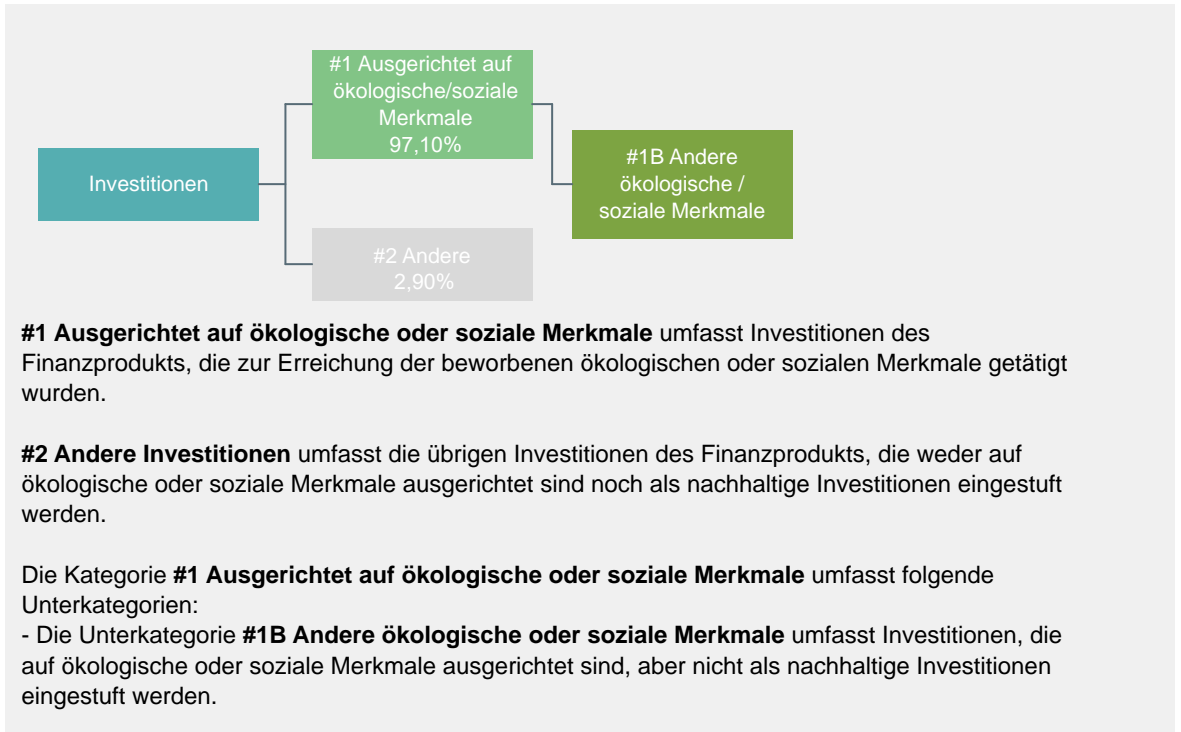 #1 Ausgerichtet auf
ökologische/soziale
Merkmale
97,10%
Investitionen
#1B Andere
ökologische /
soziale Merkmale
#2 Andere
2,90%
#1 Ausgerichtet auf ökologische oder soziale Merkmale umfasst Investitionen des
Finanzprodukts, die zur Erreichung der beworbenen ökologischen oder sozialen Merkmale getätigt
wurden.
#2 Andere Investitionen umfasst die übrigen Investitionen des Finanzprodukts, die weder auf
ökologische oder soziale Merkmale ausgerichtet sind noch als nachhaltige Investitionen eingestuft
werden.
Die Kategorie #1 Ausgerichtet auf ökologische oder soziale Merkmale umfasst folgende
Unterkategorien:
- Die Unterkategorie #1B Andere ökologische oder soziale Merkmale umfasst Investitionen, die
auf ökologische oder soziale Merkmale ausgerichtet sind, aber nicht als nachhaltige Investitionen
eingestuft werden.